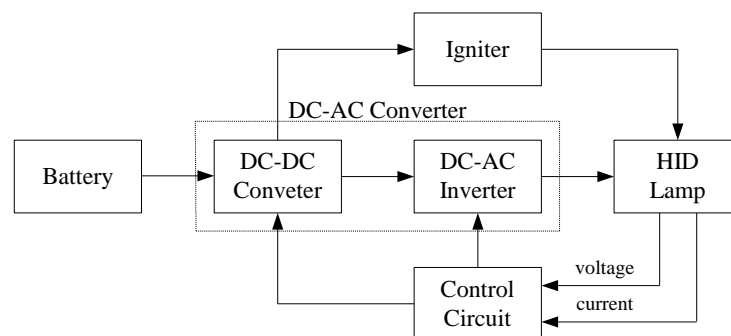 Igniter
DC-AC Converter
Battery
DC-DC
Conveter
DC-AC
Inverter
HID
Lamp
voltage
Control
Circuit
current